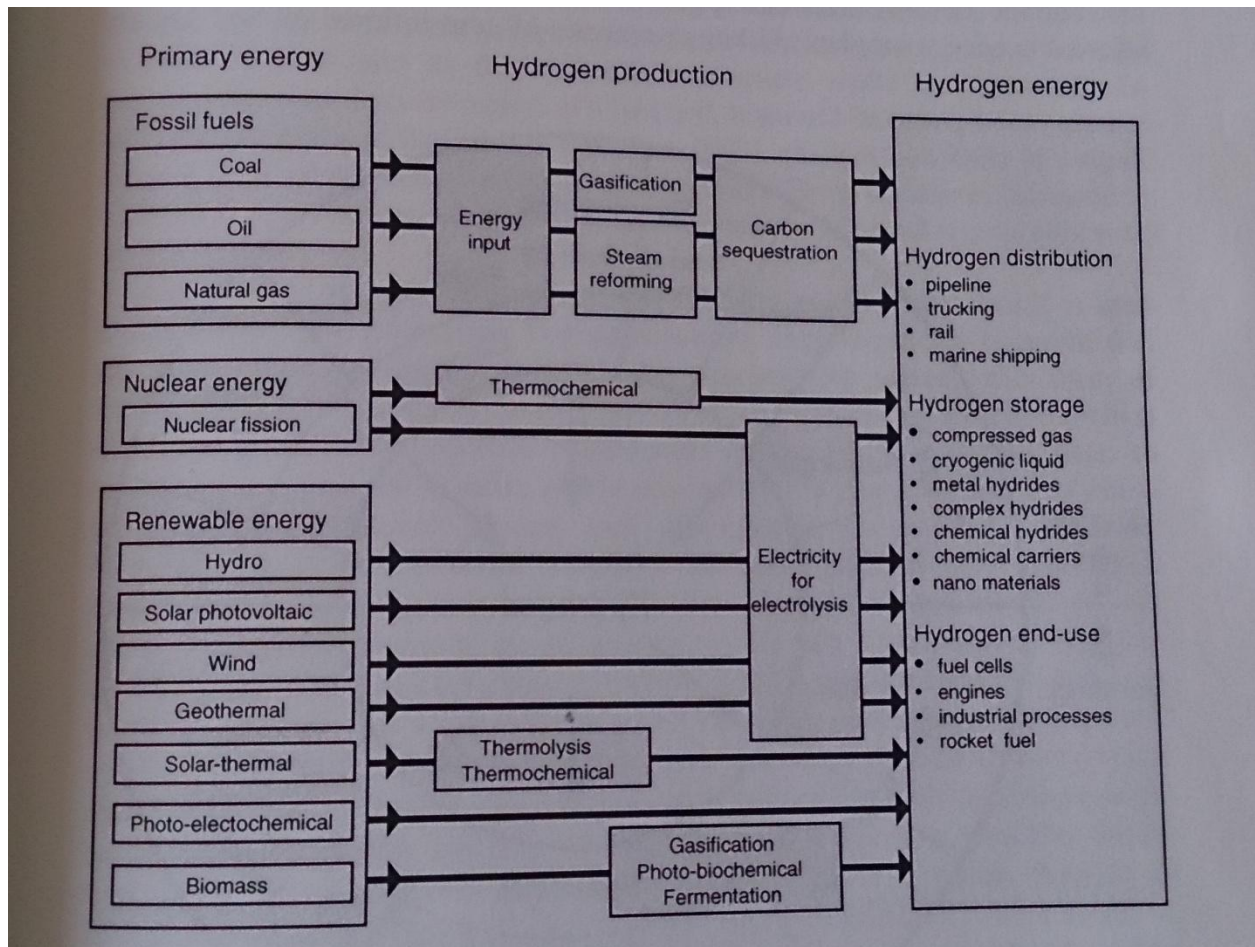 Primary energy
Hydrogen production
Hydrogen energy
Fossil fuels
Coal
Oil
Natural gas
Energy
input
Gasification
Steam
reforming
Carbon
sequestration
Nuclear energy
Nuclear fission
Thermochemical
Renewable energy
Hydro
Solar photovoltaic
Wind
Geothermal
Solar-thermal
Photo-electochemical
Biomass
Electricity
for
electrolysis
Thermolysis
Thermochemical
Gasification
Photo-biochemical
Fermentation
Hydrogen distribution
• pipeline
• trucking
• rail
• marine shipping
Hydrogen storage
• compressed gas
• cryogenic liquid
• metal hydrides
• complex hydrides
• chemical hydrides
• chemical carriers
• nano materials
Hydrogen end-use
• fuel cells
• engines
• industrial processes
• rocket fuel